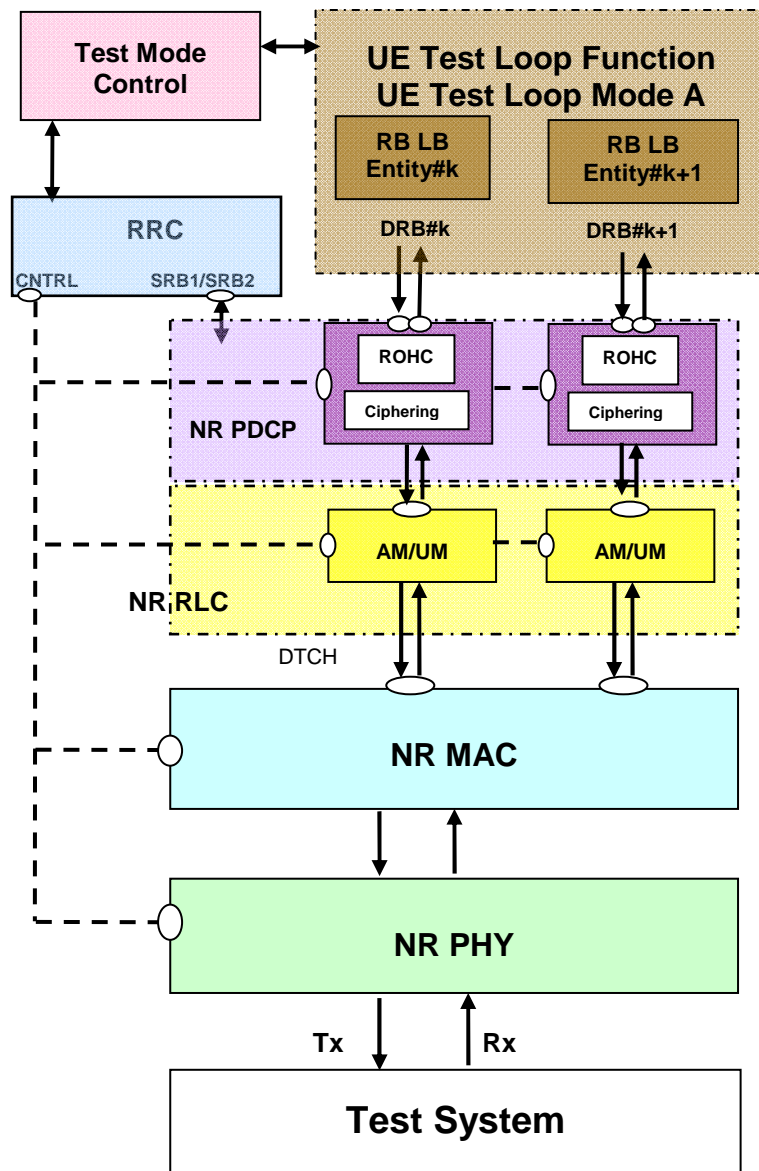 Test Mode
Control
UE Test Loop Function
UE Test Loop Mode A
RB LB
Entity#k
RB LB
Entity#k+1
DRB#k
DRB#k+1
RRC
CNTRL
SRB1/SRB2
ROHC
Ciphering
ROHC
Ciphering
NR PDCP
AM/UM
AM/UM
NR RLC
DTCH
NR MAC
NR PHY
Tx
Rx
Test System